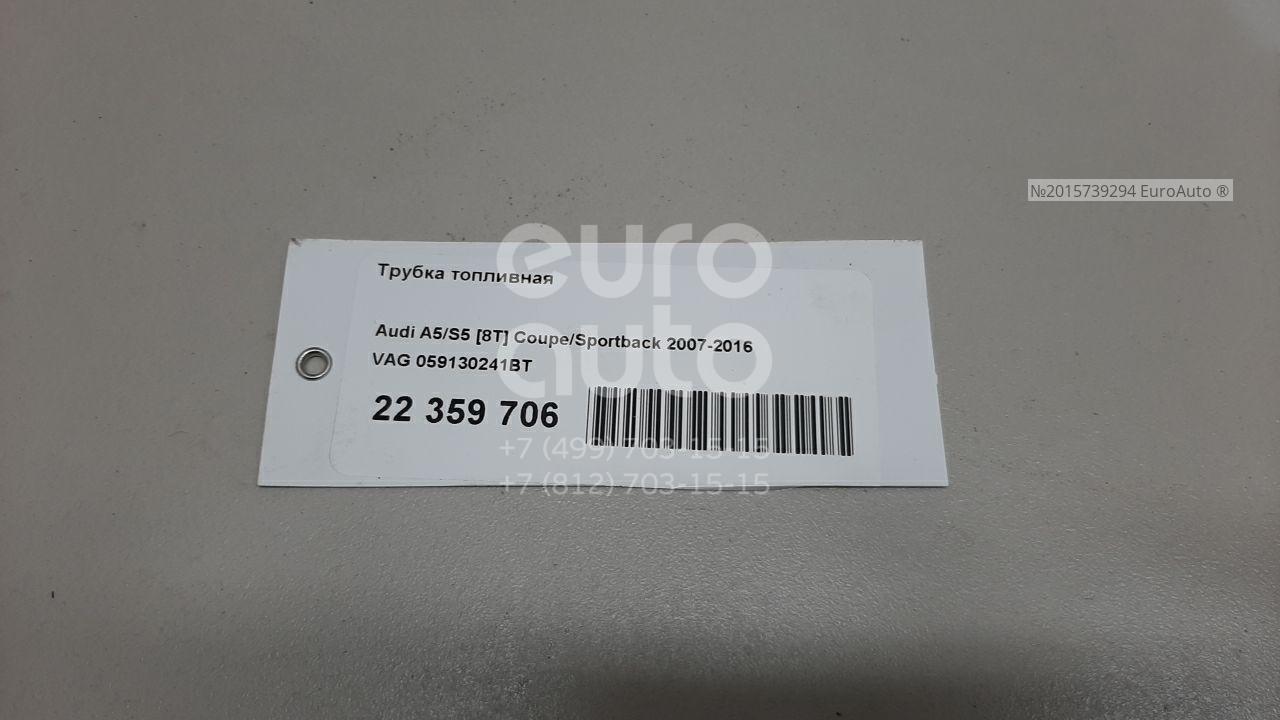 №2015739294 EuroAuto ®
euro
auto
Трубка топливная
Audi A5/S5 [8T] Coupe/Sportback 2007-2016
VAG 059130241BT
22 359 706
+7 (499) 703-15-15
+7 (812) 703-15-15